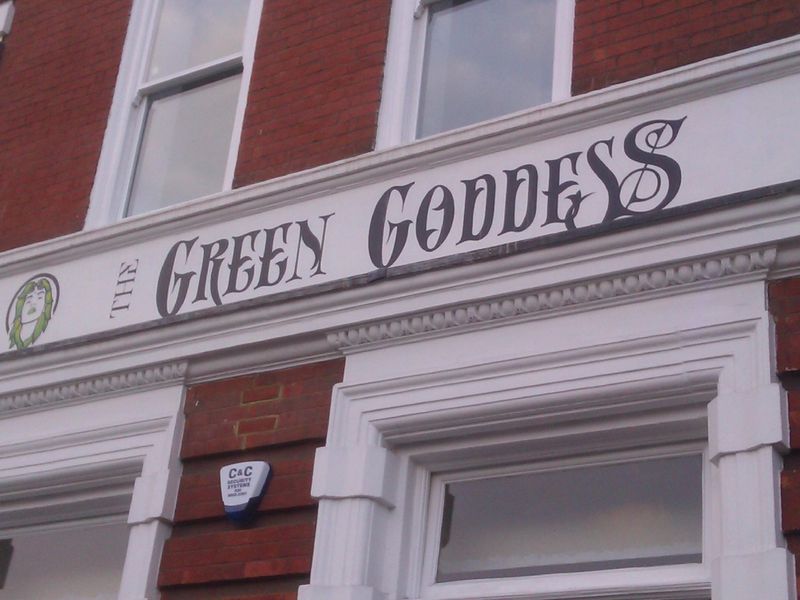 THE GREEN GODDESS
C&C
SECURITY
SYSTEMS